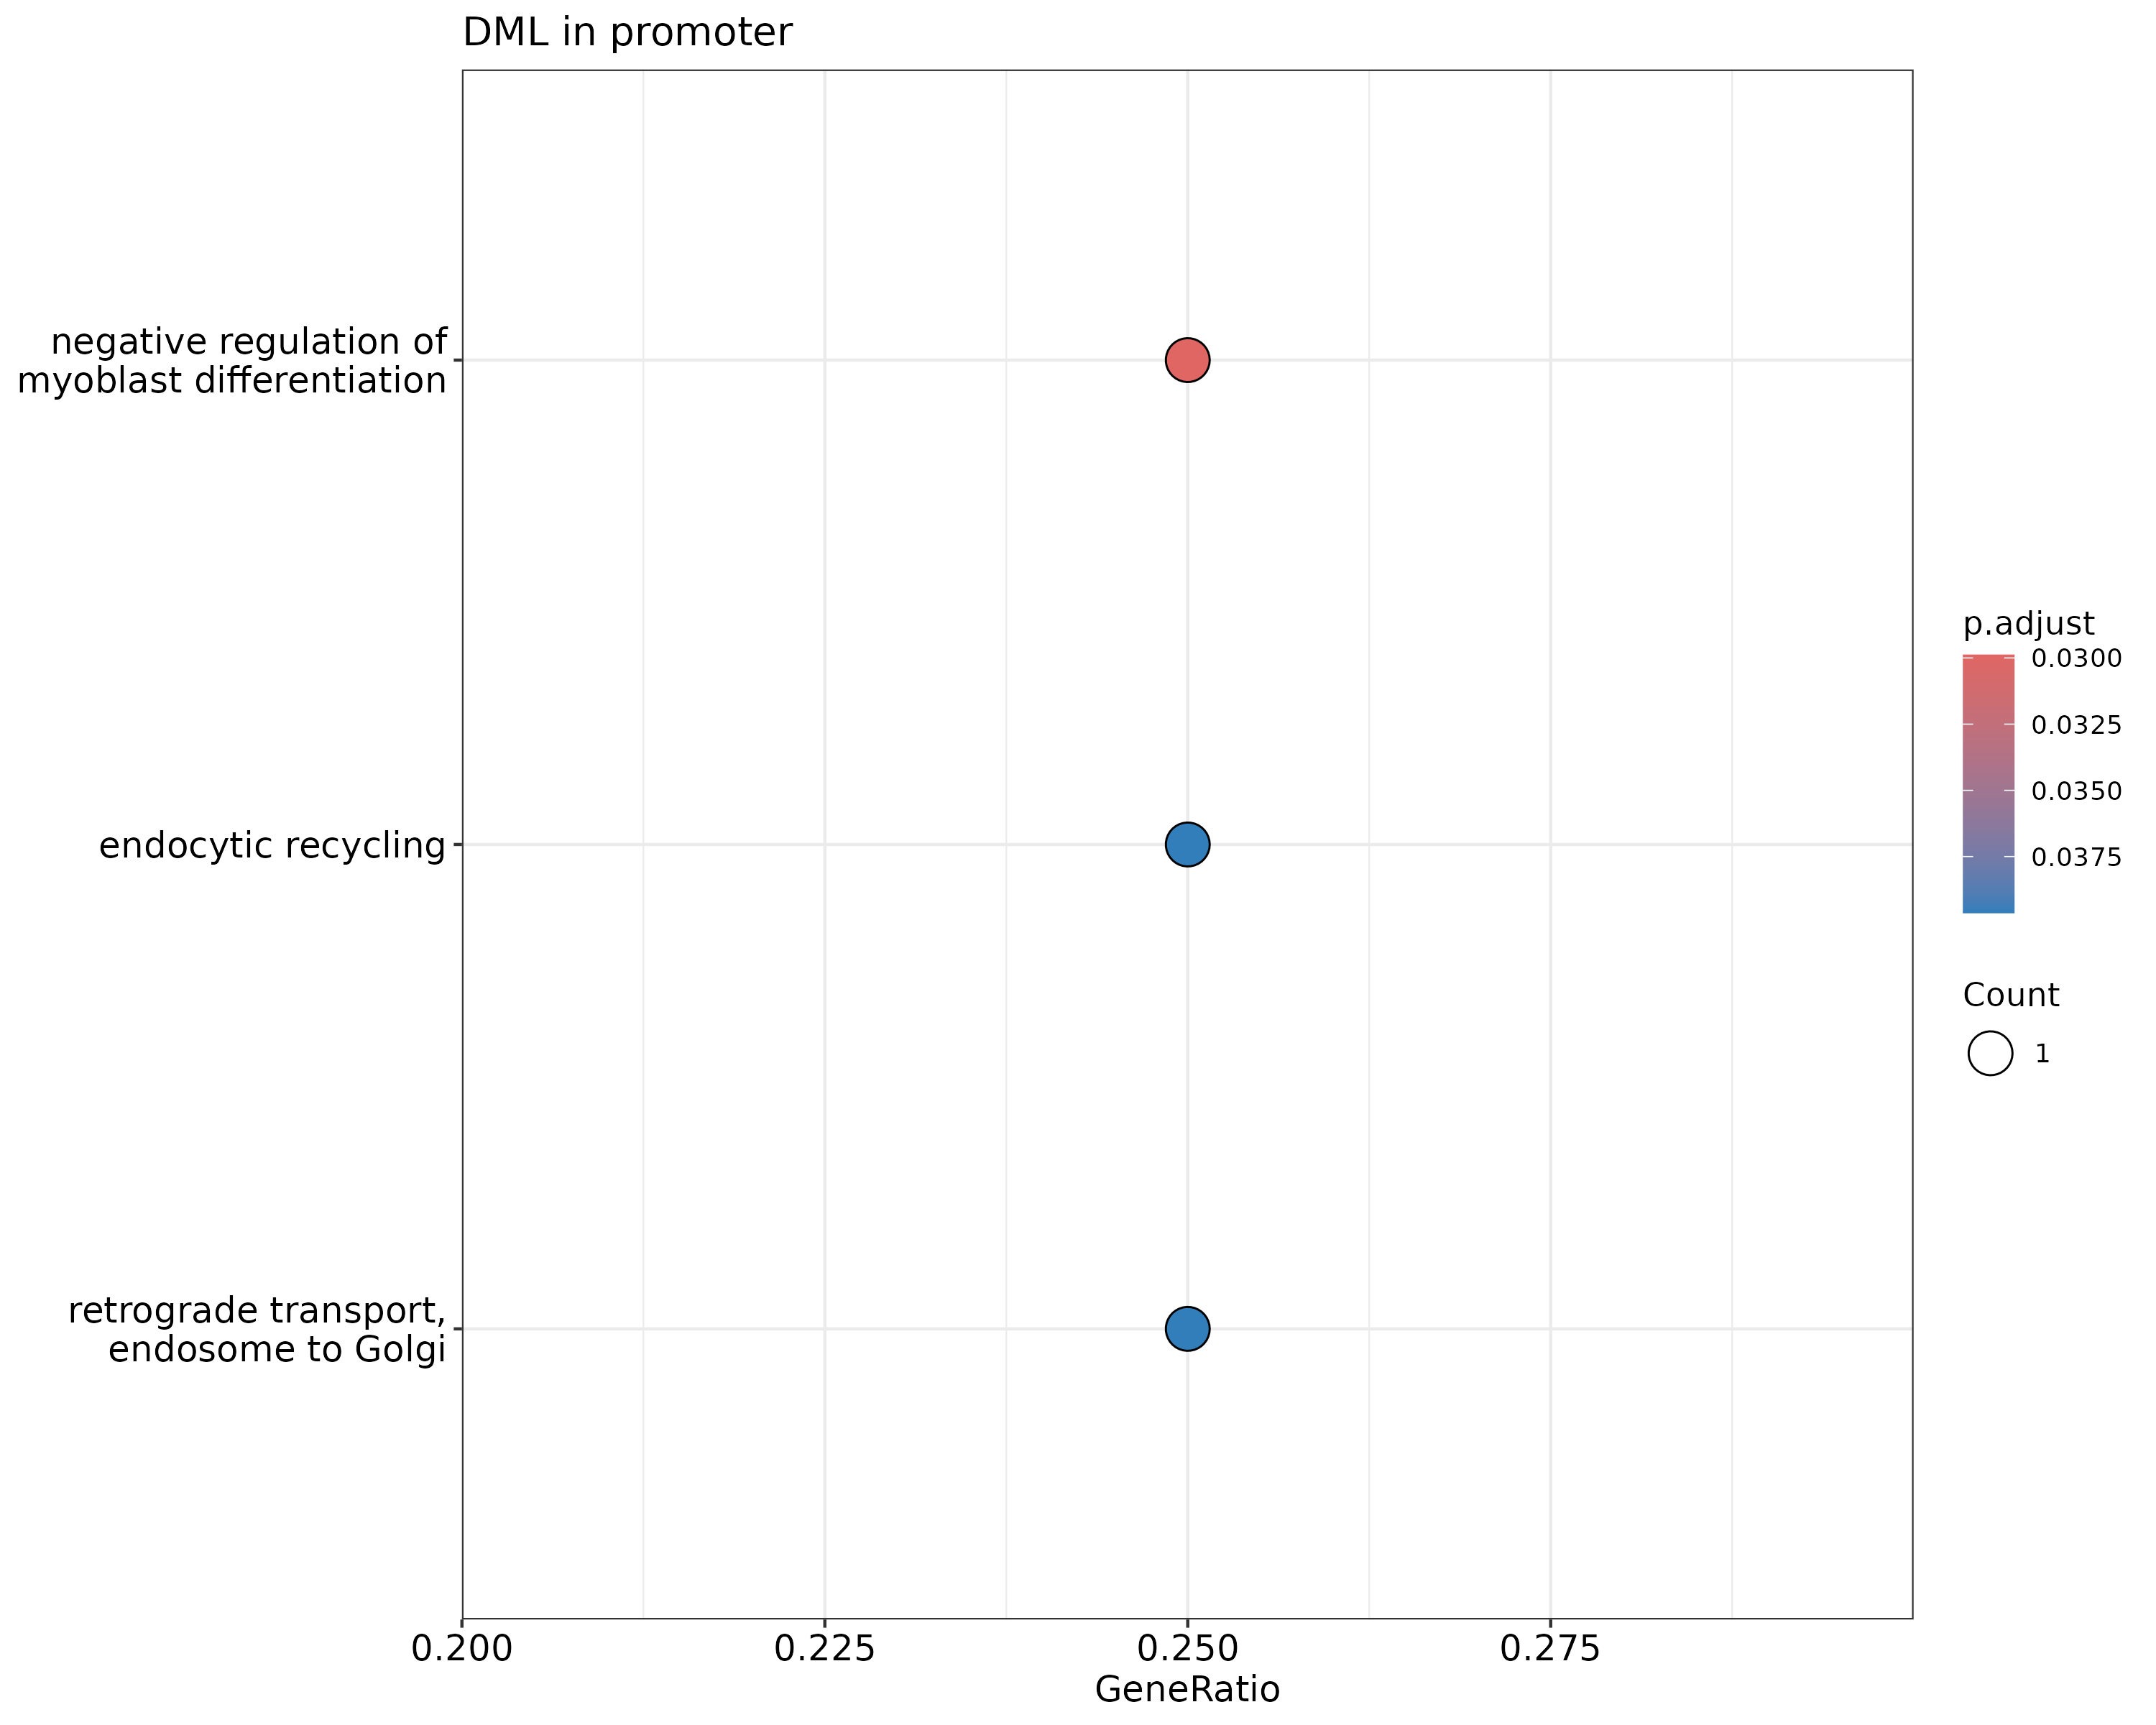 DML in promoter
negative regulation of
myoblast differentiation
endocytic recycling
retrograde transport,
endosome to Golgi
0.200
0.225
0.250
0.275
GeneRatio
p.adjust
0.0300
0.0325
0.0350
0.0375
Count
1